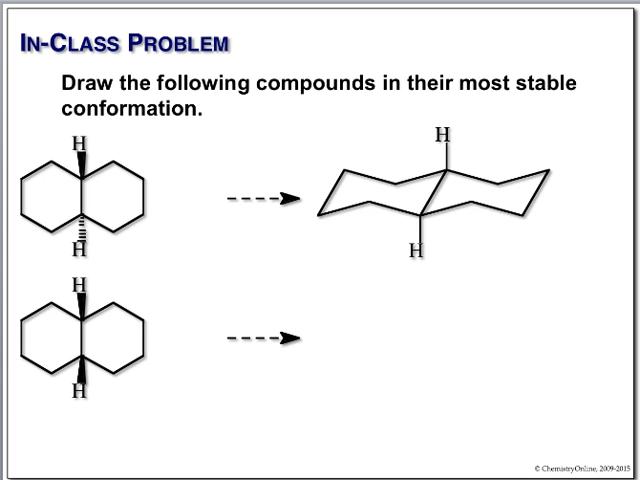 In-Class Problem
Draw the following compounds in their most stable
conformation.
H
H
H
H
H
H
© ChemistryOnline, 2009-2015